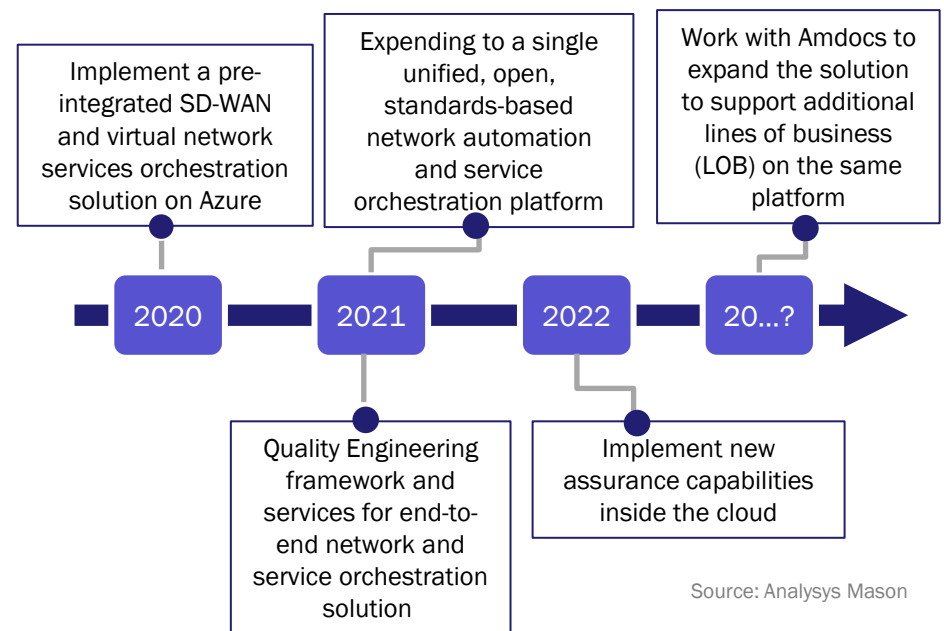 Implement a pre-
integrated SD-WAN
and virtual network
services orchestration
solution on Azure
Expending to a single
unified, open,
standards-based
network automation
and service
orchestration platform
Work with Amdocs to
expand the solution
to support additional
lines of business
(LOB) on the same
platform
2020
2021
2022
20...?
Quality Engineering
framework and
services for end-to-
end network and
service orchestration
solution
Implement new
assurance capabilities
inside the cloud
Source: Analysys Mason